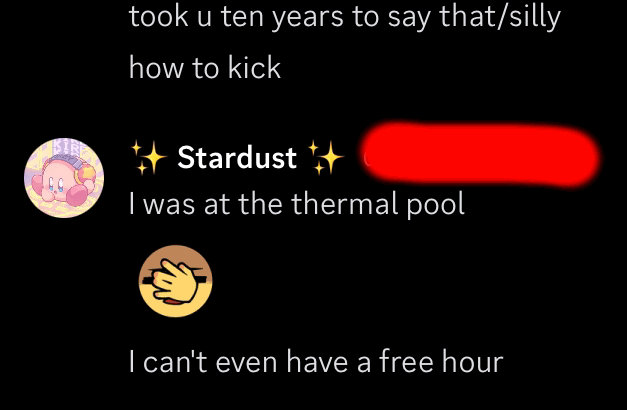 took u ten years to say that/silly
how to kick
✨ Stardust ✨
I was at the thermal pool
I can't even have a free hour